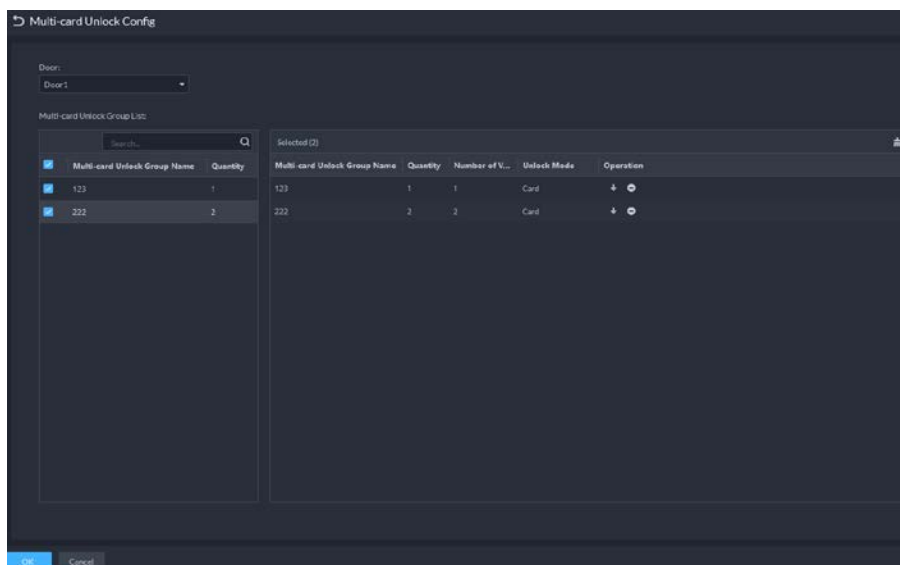 Multi-card Unlock Config
Door:
Door1
Multi-card Unlock Group List:
Search...
Selected (2)
Multi-card Unlock Group Name Quantity
123 1
222 2
Multi-card Unlock Group Name Quantity Number of V... Unlock Mode Operation
123 1 1 Card
222 2 2 Card
OK Cancel